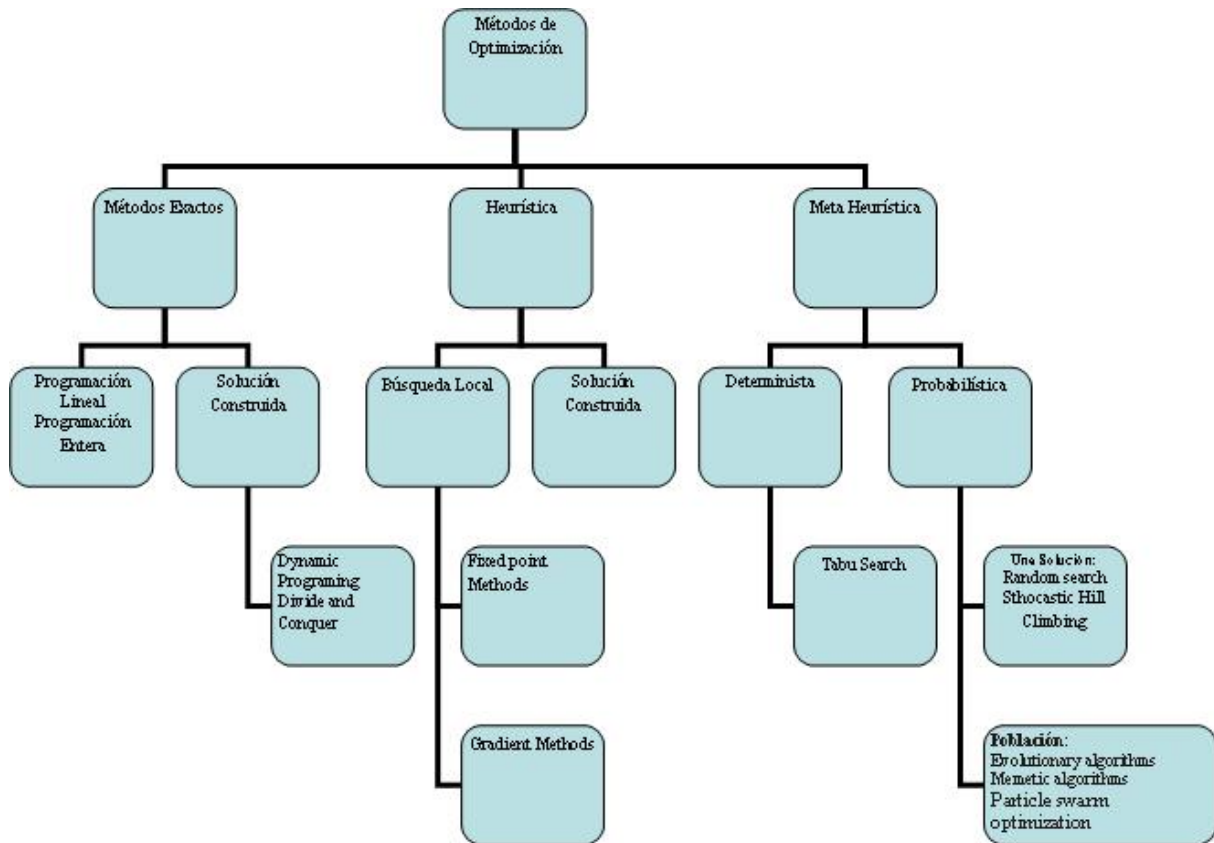 Métodos de
Optimización
Métodos Exactos
Heurística
Meta Heurística
Programación
Lineal
Programación
Entera
Solución
Construida
Búsqueda Local
Solución
Construida
Determinista
Probabilística
Dynamic
Programing
Divide and
Conquer
Fixed point
Methods
Tabu Search
Una Solución:
Random search
Sthocastic Hill
Climbing
Gradient Methods
Población:
Evolutionary algorithms
Memetic algorithms
Particle swarm
optimization